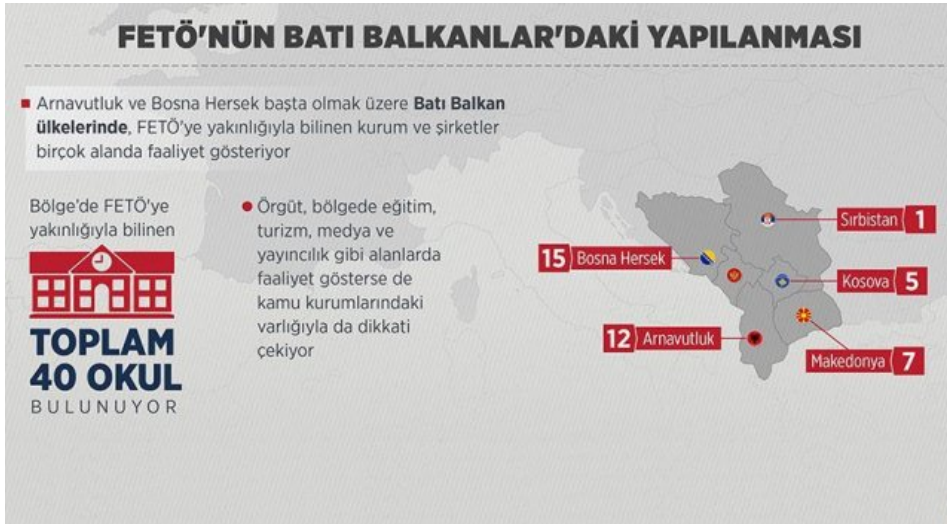 FETÖ'NÜN BATI BALKANLAR'DAKİ YAPILANMASI
Arnavutluk ve Bosna Hersek başta olmak üzere Batı Balkan
ülkelerinde, FETÖ'ye yakınlığıyla bilinen kurum ve şirketler
birçok alanda faaliyet gösteriyor
Bölge'de FETÖ'ye
yakınlığıyla bilinen
TOPLAM
40 OKUL
BULUNUYOR
Örgüt, bölgede eğitim,
turizm, medya ve
yayıncılık gibi alanlarda
faaliyet gösterse de
kamu kurumlarındaki
varlığıyla da dikkati
çekiyor
Sırbistan 1
15 Bosna Hersek
Kosova 5
12 Arnavutluk
Makedonya 7